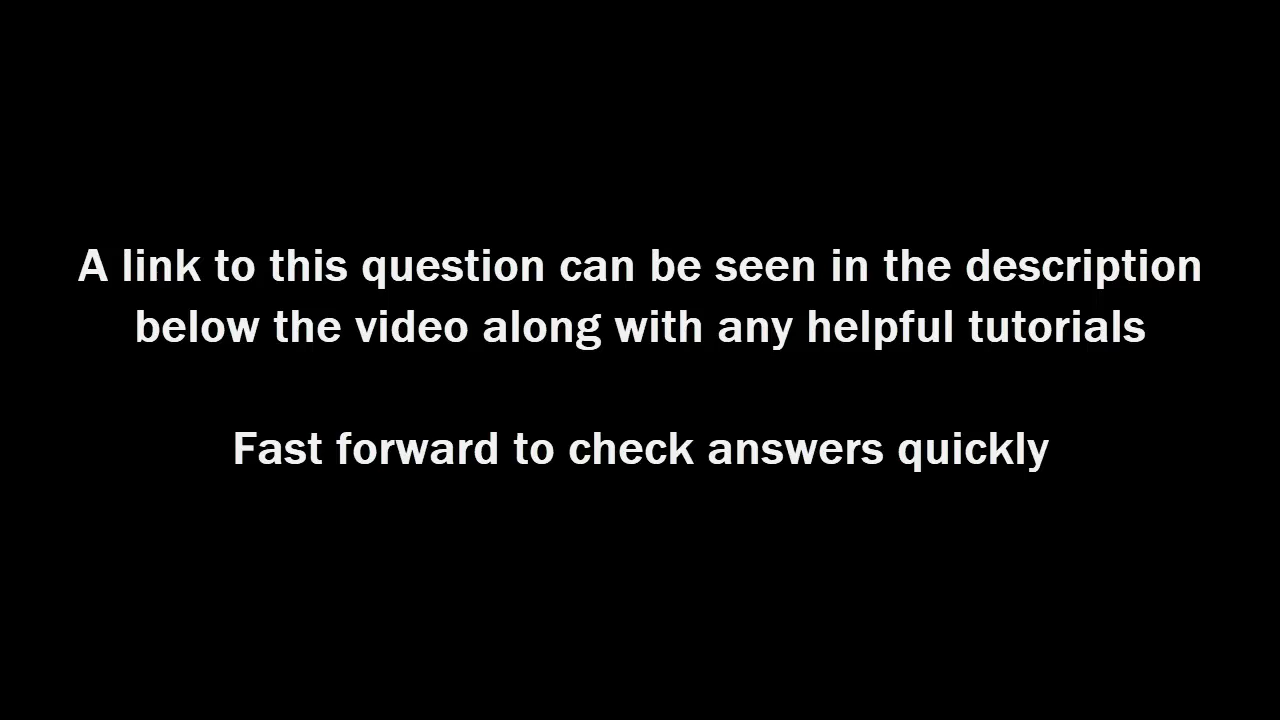 A link to this question can be seen in the description
below the video along with any helpful tutorials
Fast forward to check answers quickly